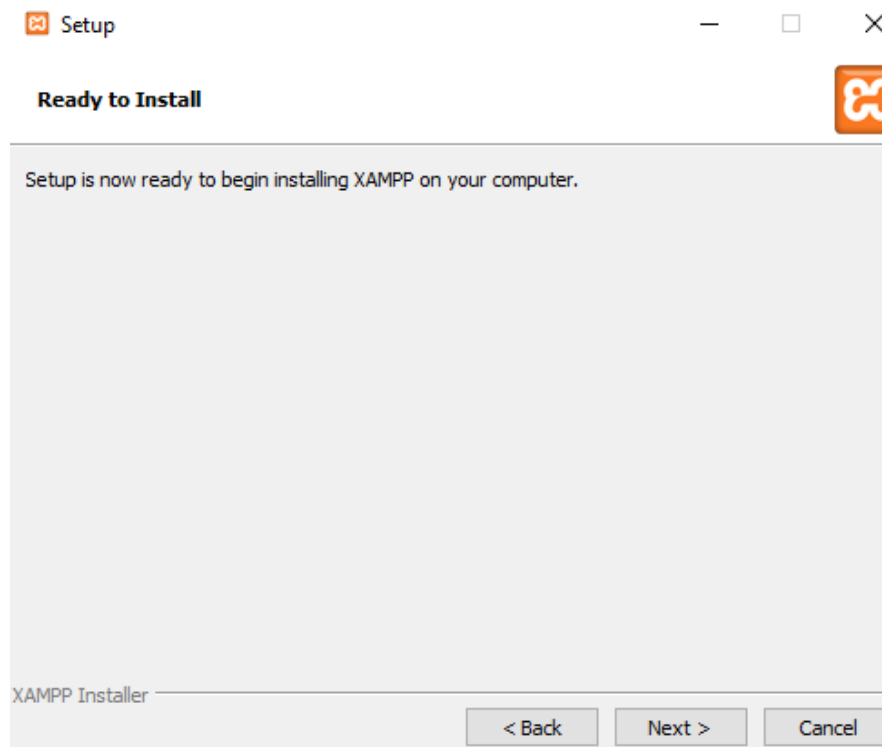 Setup
Ready to Install
Setup is now ready to begin installing XAMPP on your computer.
XAMPP Installer
< Back Next > Cancel